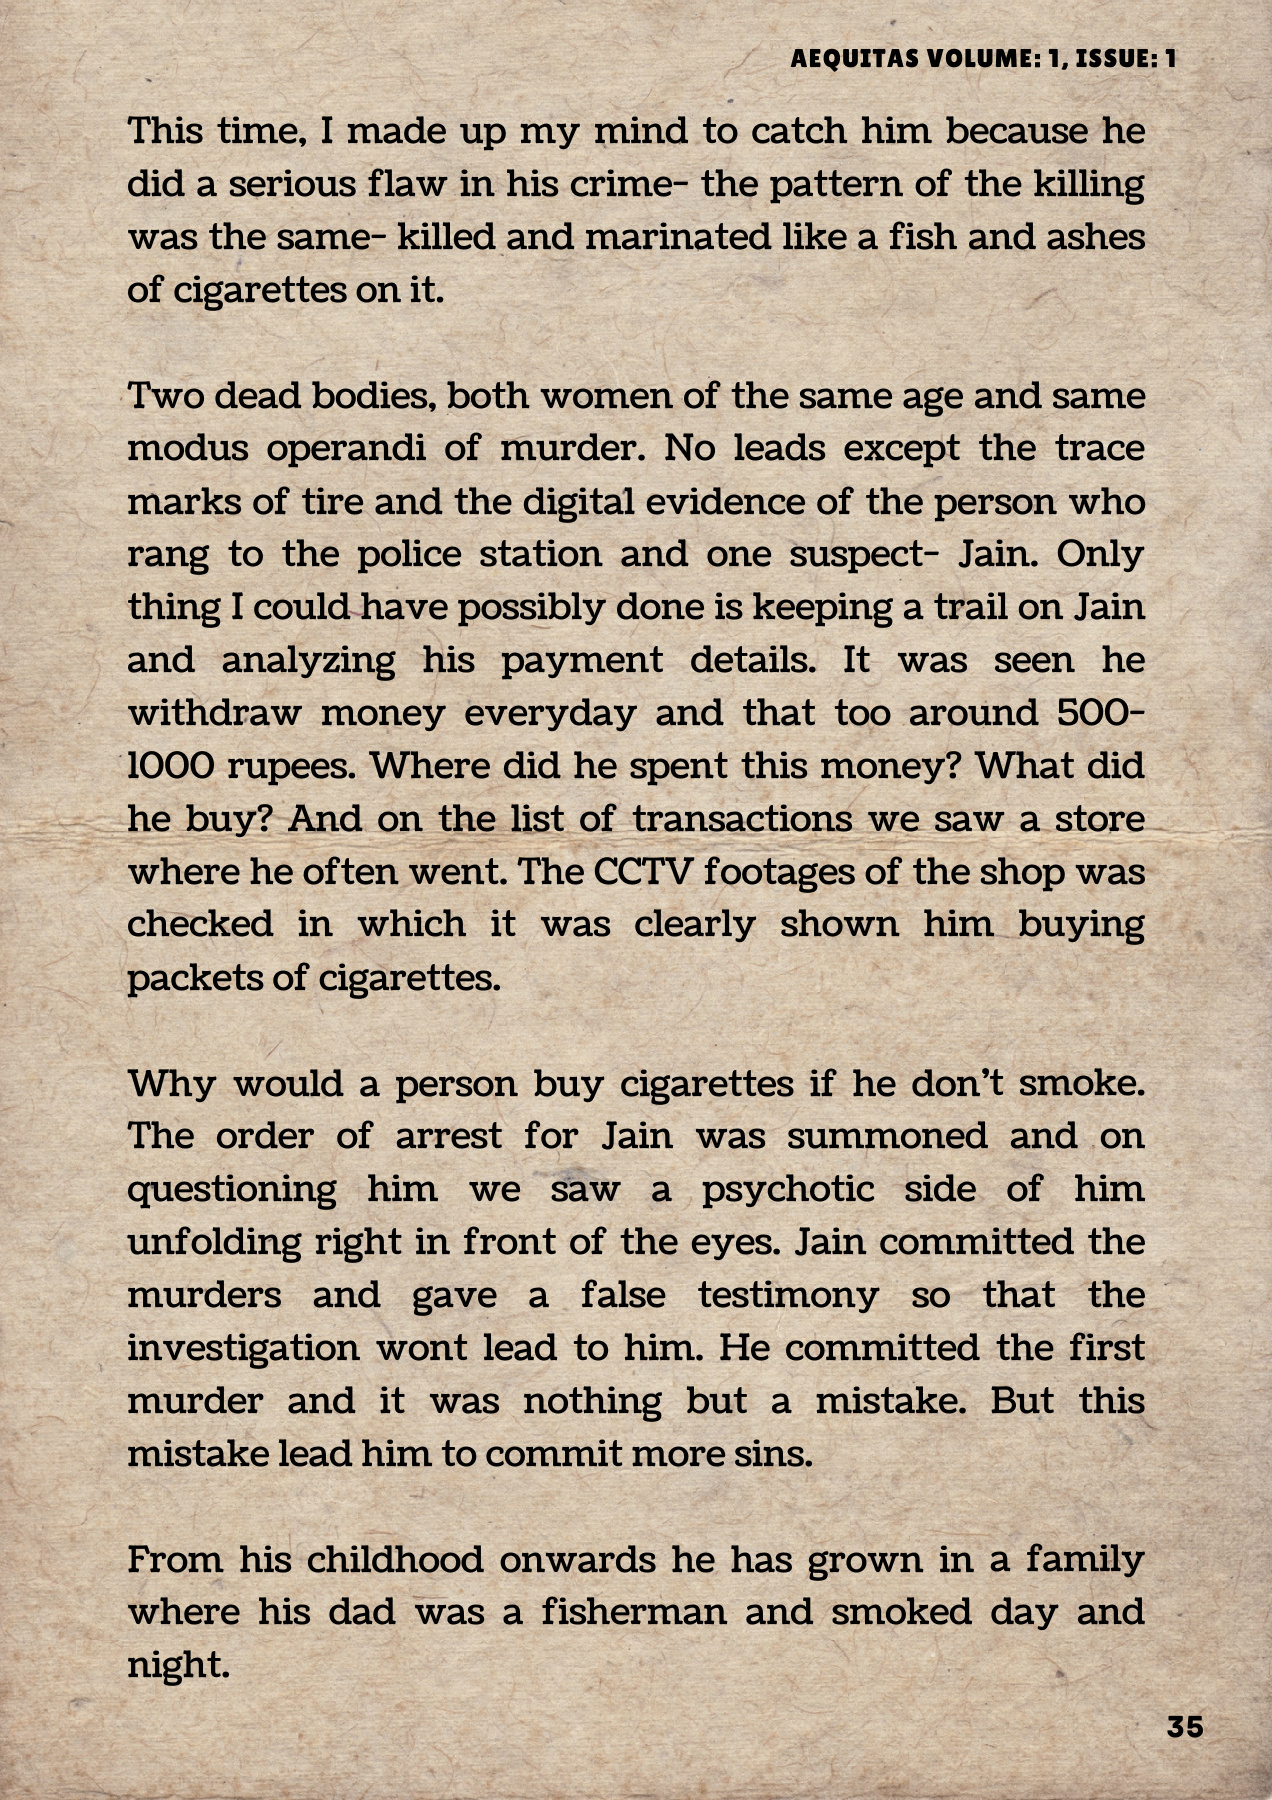 AEQUITAS VOLUME: 1, ISSUE: 1
This time, I made up my mind to catch him because he
did a serious flaw in his crime- the pattern of the killing
was the same- killed and marinated like a fish and ashes
of cigarettes on it.
Two dead bodies, both women of the same age and same
modus operandi of murder. No leads except the trace
marks of tire and the digital evidence of the person who
rang to the police station and one suspect- Jain. Only
thing I could have possibly done is keeping a trail on Jain
and analyzing his payment details. It was seen he
withdraw money everyday and that too around 500-
1000 rupees. Where did he spent this money? What did
he buy? And on the list of transactions we saw a store
where he often went. The CCTV footages of the shop was
checked in which it was clearly shown him buying
packets of cigarettes.
Why would a person buy cigarettes if he don't smoke.
The order of arrest for Jain was summoned and on
questioning him we saw a psychotic side of him
unfolding right in front of the eyes. Jain committed the
murders and gave a false testimony so that the
investigation wont lead to him. He committed the first
murder and it was nothing but a mistake. But this
mistake lead him to commit more sins.
From his childhood onwards he has grown in a family
where his dad was a fisherman and smoked day and
night.
35